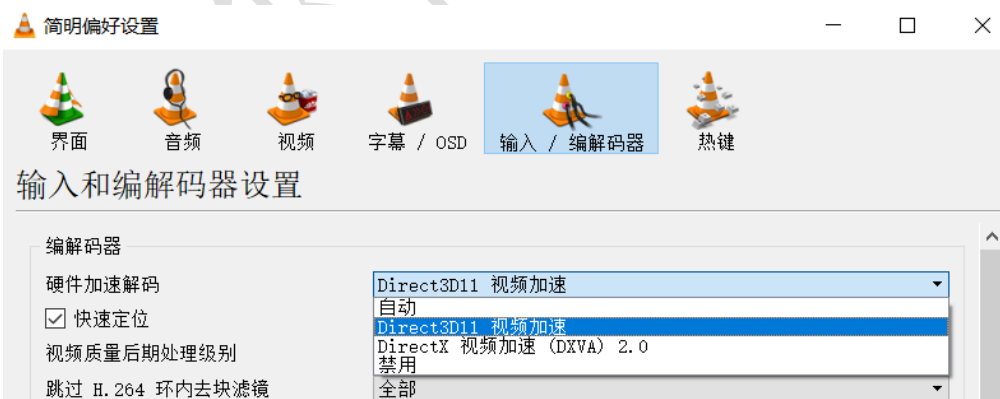 简明偏好设置
界面
音频
视频
字幕 / OSD
输入 / 编解码器
热键
输入和编解码器设置
编解码器
硬件加速解码
Direct3D11 视频加速
自动
快速定位
Direct3D11 视频加速
视频质量后期处理级别
DirectX 视频加速 (DXVA) 2.0
禁用
跳过 H.264 环内去块滤镜
全部